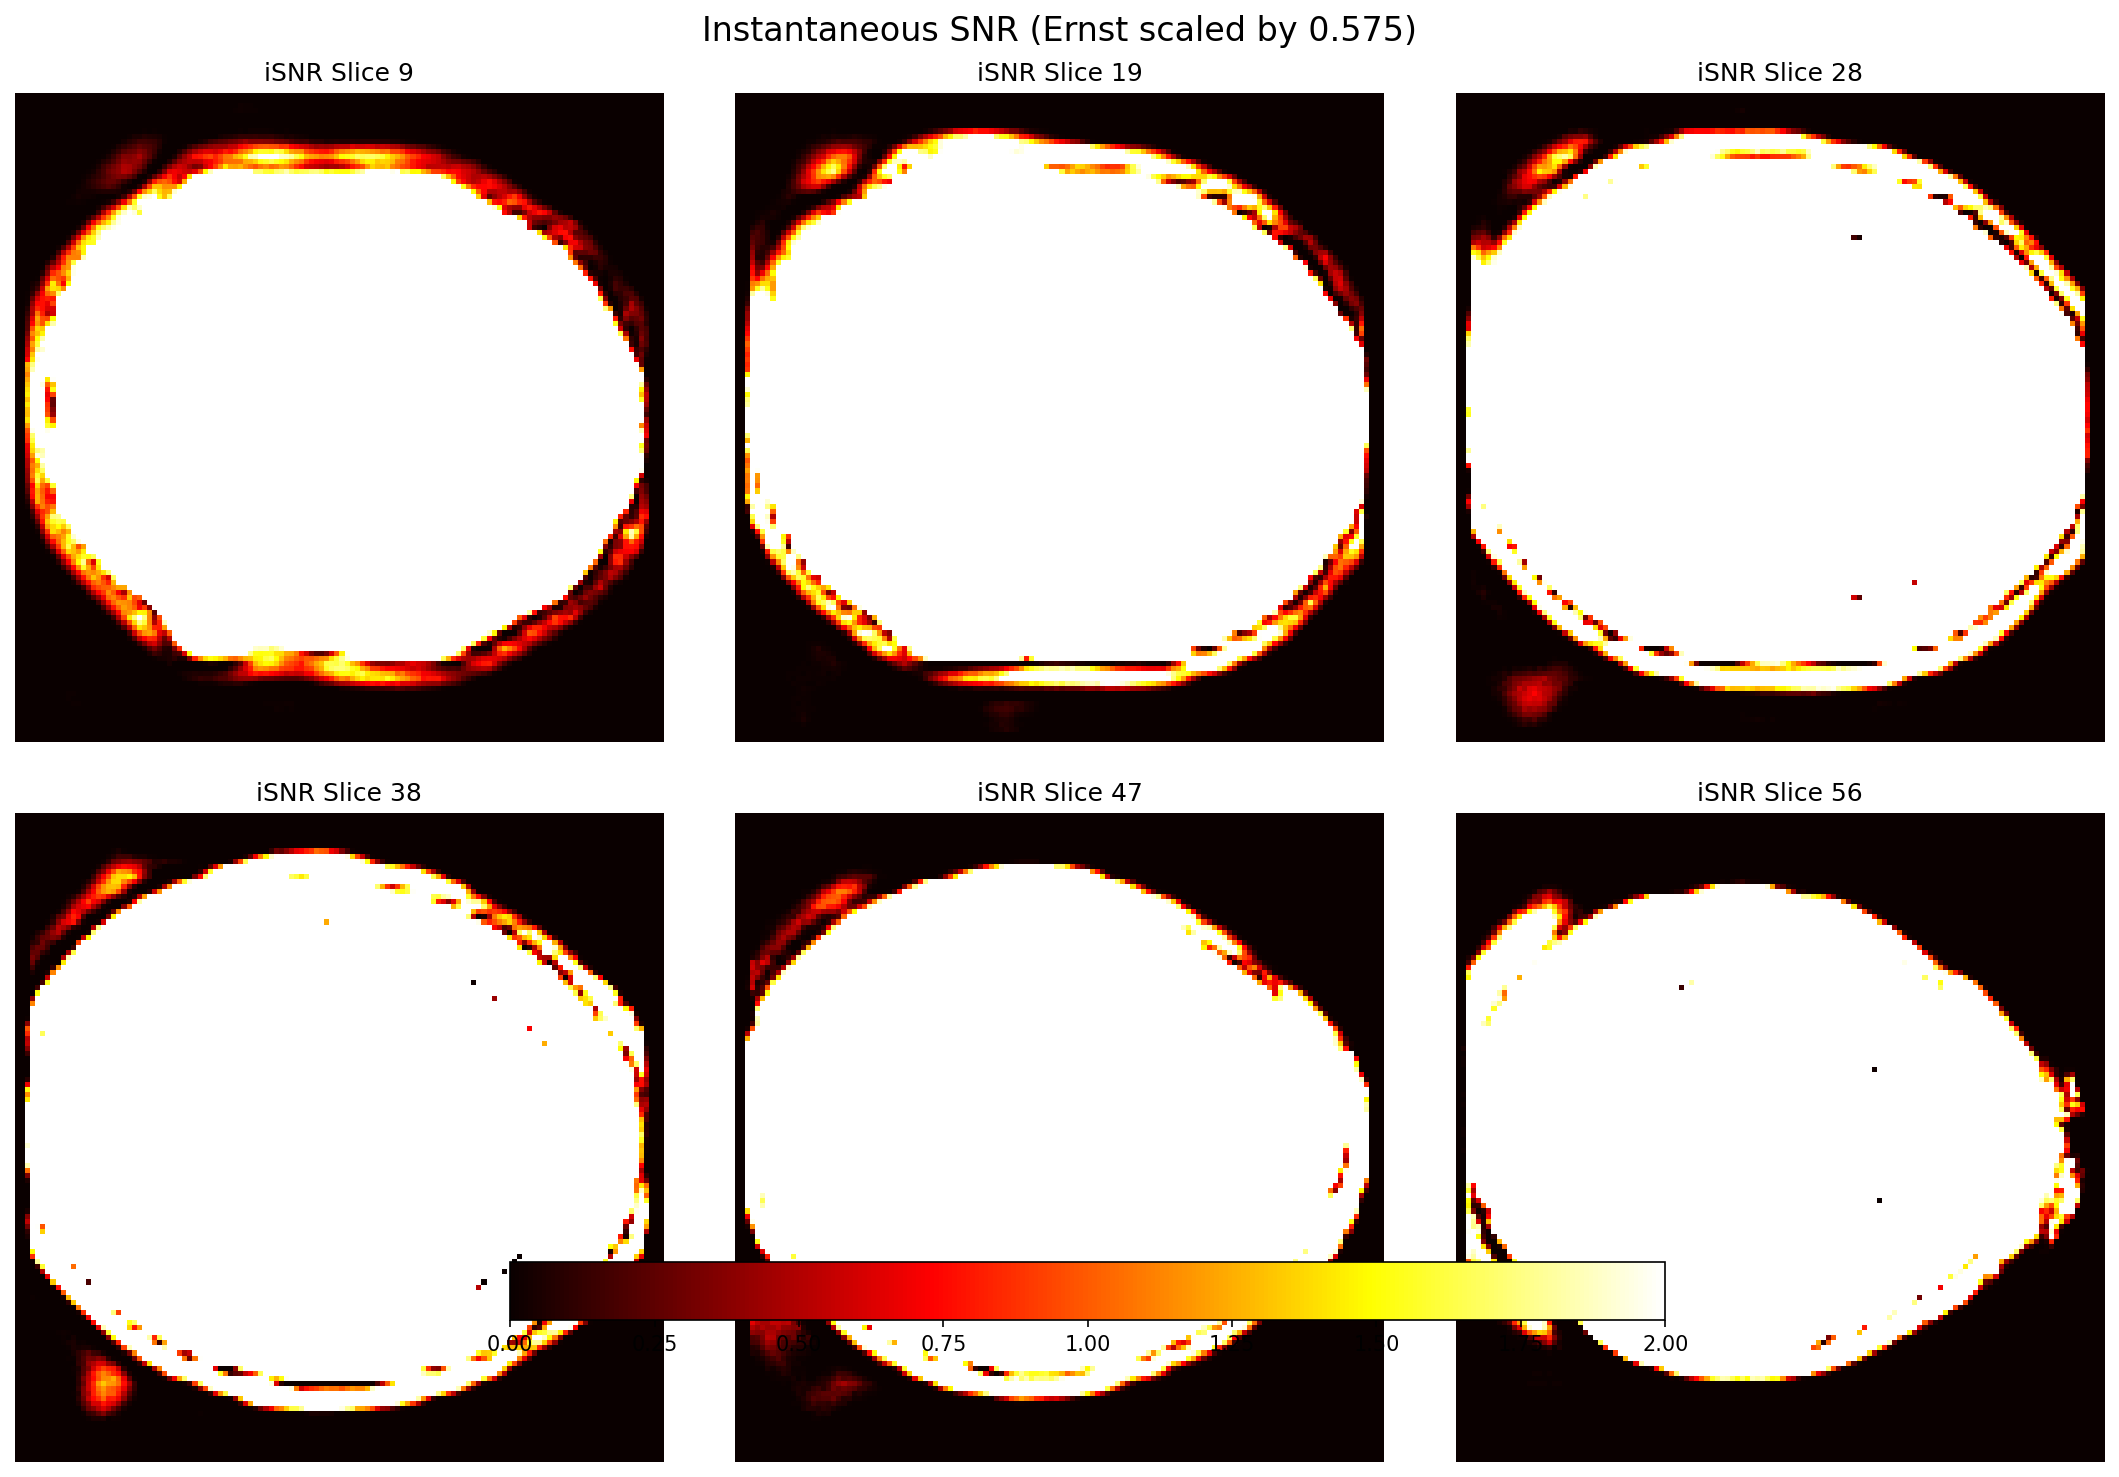 Instantaneous SNR (Ernst scaled by 0.575)
iSNR Slice 9
iSNR Slice 19
iSNR Slice 28
iSNR Slice 38
iSNR Slice 47
iSNR Slice 56
0.00 0.75 1.00 2.00